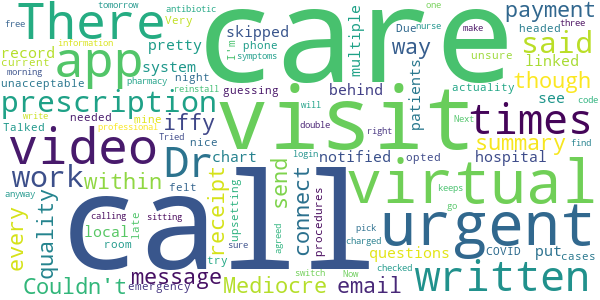 There care payment
tomorrow antibiotic Very skipped one
free information I'm phone multiple way headed nurse said
record pretty symptoms make three
current app system linked
morning night pharmacy unsure
unacceptable reinstall guessing behind patients though
prescription visit Due actuality code
write needed mine will see times
professional iffy Tried double right Next find
video Dr nice chart notified opted hospital summary
login
work within felt virtual
every quality receipt send connect procedures
calling sitting upsetting agreed
local late call urgent
room try sure keeps go
message questions COVID put cases
pick
Couldn't emergency Mediocre switch email checked charged written
Now anyway